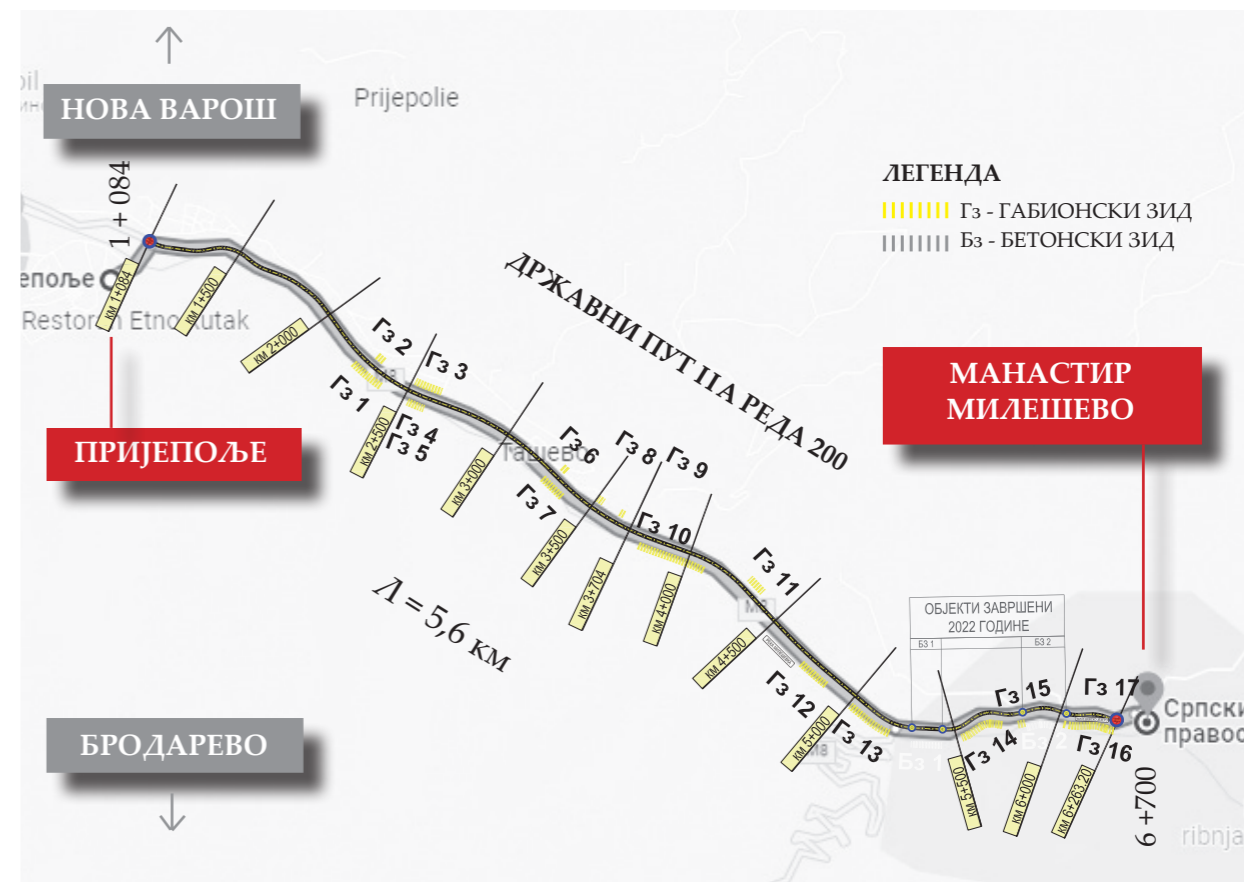 НОВА ВАРОШ
Prijepolie
1 + 084
ЛЕГЕНДА
Гз - ГАБИОНСКИ ЗИД
Бз - БЕТОНСКИ ЗИД
ДРЖАВНИ ПУТ IIА РЕДА 200
епоље
Restoran Etno kutak
км 1+084
км 1+500
км 2+000
Гз 2
Гз 3
Гз 1
Гз 4
Гз 5
км 2+500
МАНАСТИР
МИЛЕШЕВО
ПРИЈЕПОЉЕ
Ташево
км 3+000
Гз 6
Гз 7
Гз 8
Гз 9
Гз 10
км 3+500
км 3+704
км 4+000
Гз 11
Л = 5,6 км
км 4+500
ОБЈЕКТИ ЗАВРШЕНИ
2022 ГОДИНЕ
БЗ 1
БЗ 2
Гз 12
км 5+000
Гз 13
Гз 14
Гз 15
Гз 17
Гз 16
Бз 1
Бз 2
Српски
правос
БРОДАРЕВО
км 5+500
км 6+000
км 6+263.20
6 +700
ribnja